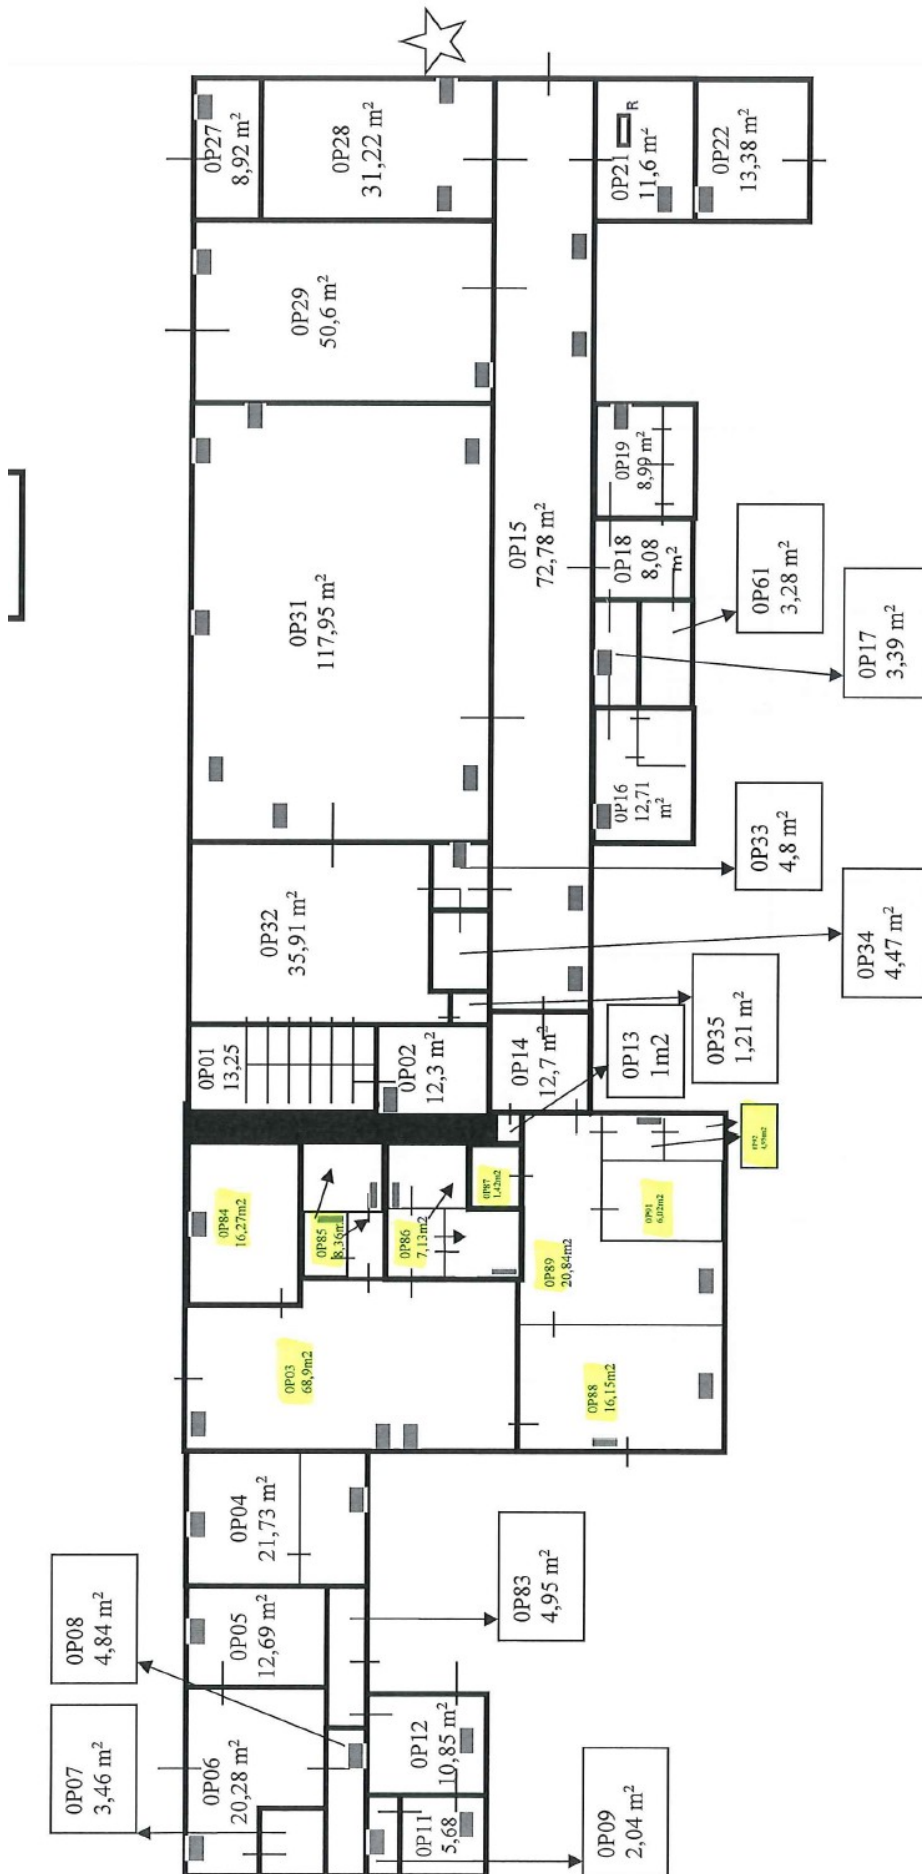 0P27
8,92 m²
0P28
31,22 m²
0P29
50,6 m²
0P31
117,95 m²
0P32
35,91 m²
0P01
13,25
0P02
12,3 m²
0P15
72,78 m²
0P14
12,7 m²
0P21
11,6 m²
R
0P22
13,38 m²
0P19
8,99 m²
0P18
8,08
m²
0P61
3,28 m²
0P17
3,39 m²
0P16
12,71
m²
0P33
4,8 m²
0P34
4,47 m²
0P35
1,21 m²
0P13
1m2
0P84
16,27m2
0P85
8,36m
0P86
7,13m2
0P87
1,42m2
0P89
20,84m2
0P91
6,02m2
0P03
68,9m2
0P88
16,15m2
0P04
21,73 m²
0P05
12,69 m²
0P83
4,95 m²
0P08
4,84 m²
0P07
3,46 m²
0P06
20,28 m²
0P12
10,85 m²
0P11
5,68
0P09
2,04 m²